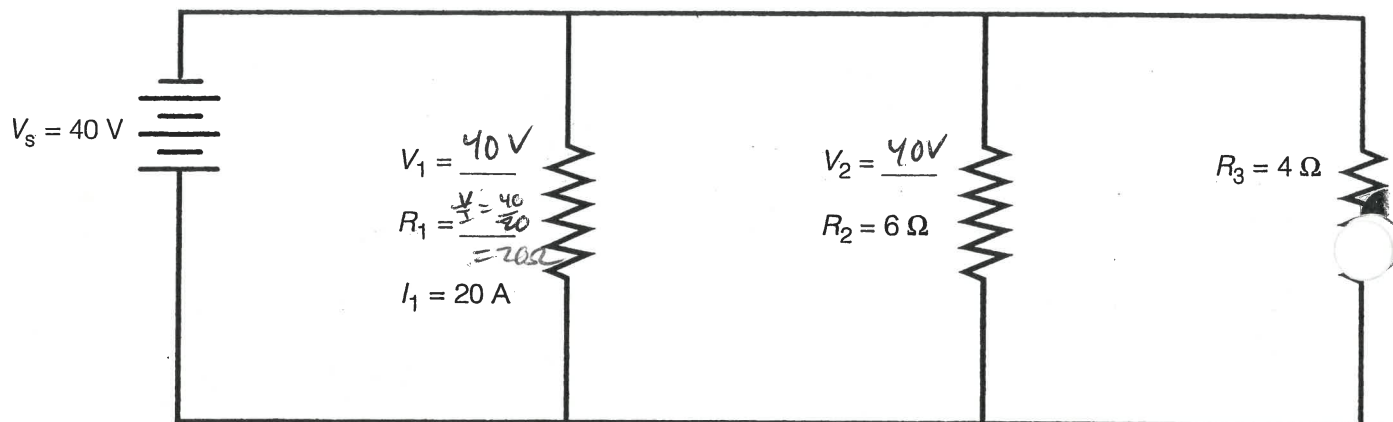 Vₛ = 40 V
V₁ = 40 V
R₁ = V/I = 40/20
= 20Ω
I₁ = 20 A
V₂ = 40V
R₂ = 6 Ω
R₃ = 4 Ω